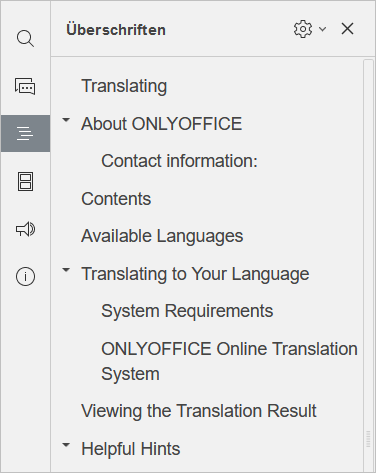 Überschriften
Translating
About ONLYOFFICE
Contact information:
Contents
Available Languages
Translating to Your Language
System Requirements
ONLYOFFICE Online Translation
System
Viewing the Translation Result
Helpful Hints